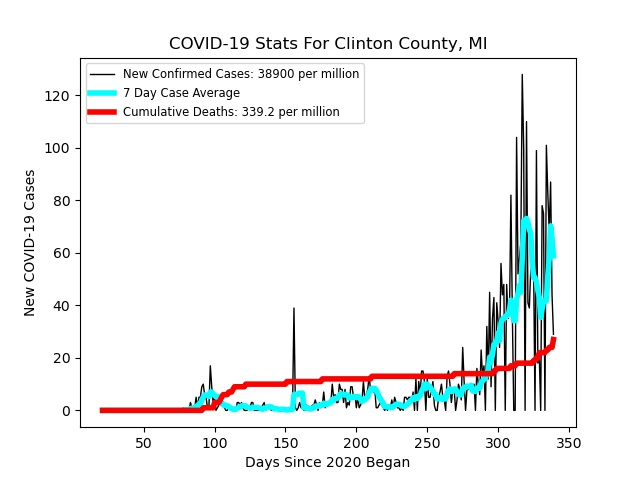 COVID-19 Stats For Clinton County, MI
New Confirmed Cases: 38900 per million
7 Day Case Average
Cumulative Deaths: 339.2 per million
New COVID-19 Cases
120
100
80
60
40
20
0
50
100
150
200
250
300
350
Days Since 2020 Began